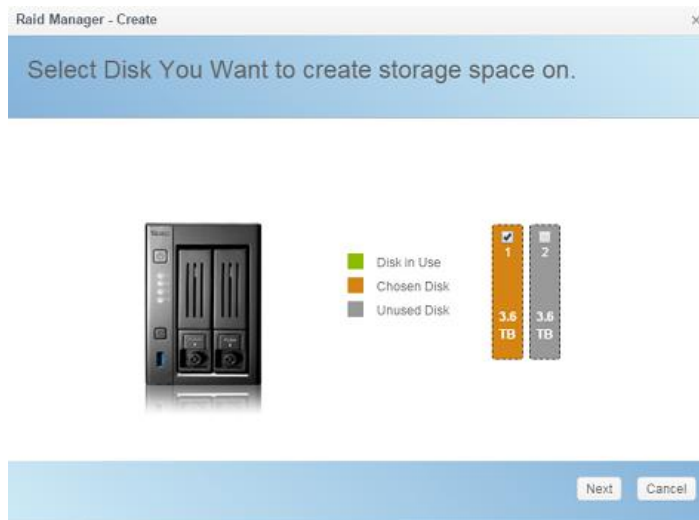 Raid Manager - Create
Select Disk You Want to create storage space on.
Disk in Use
Chosen Disk
Unused Disk
1
3.6
TB
2
3.6
TB
Next
Cancel